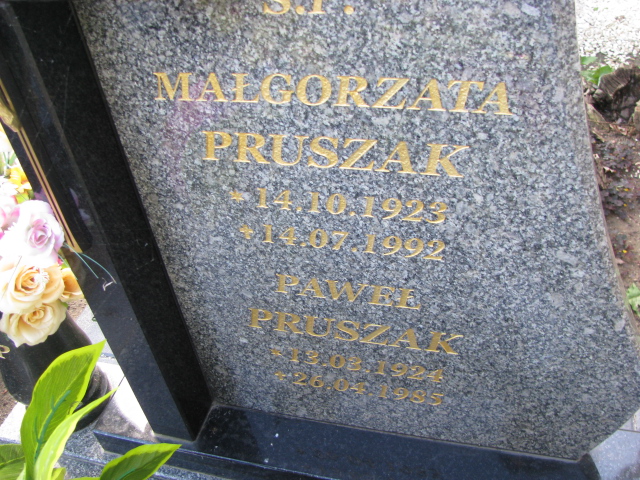 Ś.P.
MAŁGORZATA
PRUSZAK
* 14.10.1923
+ 14.07.1992
PAWEŁ
PRUSZAK
* 13.03.1924
+ 26.04.1985